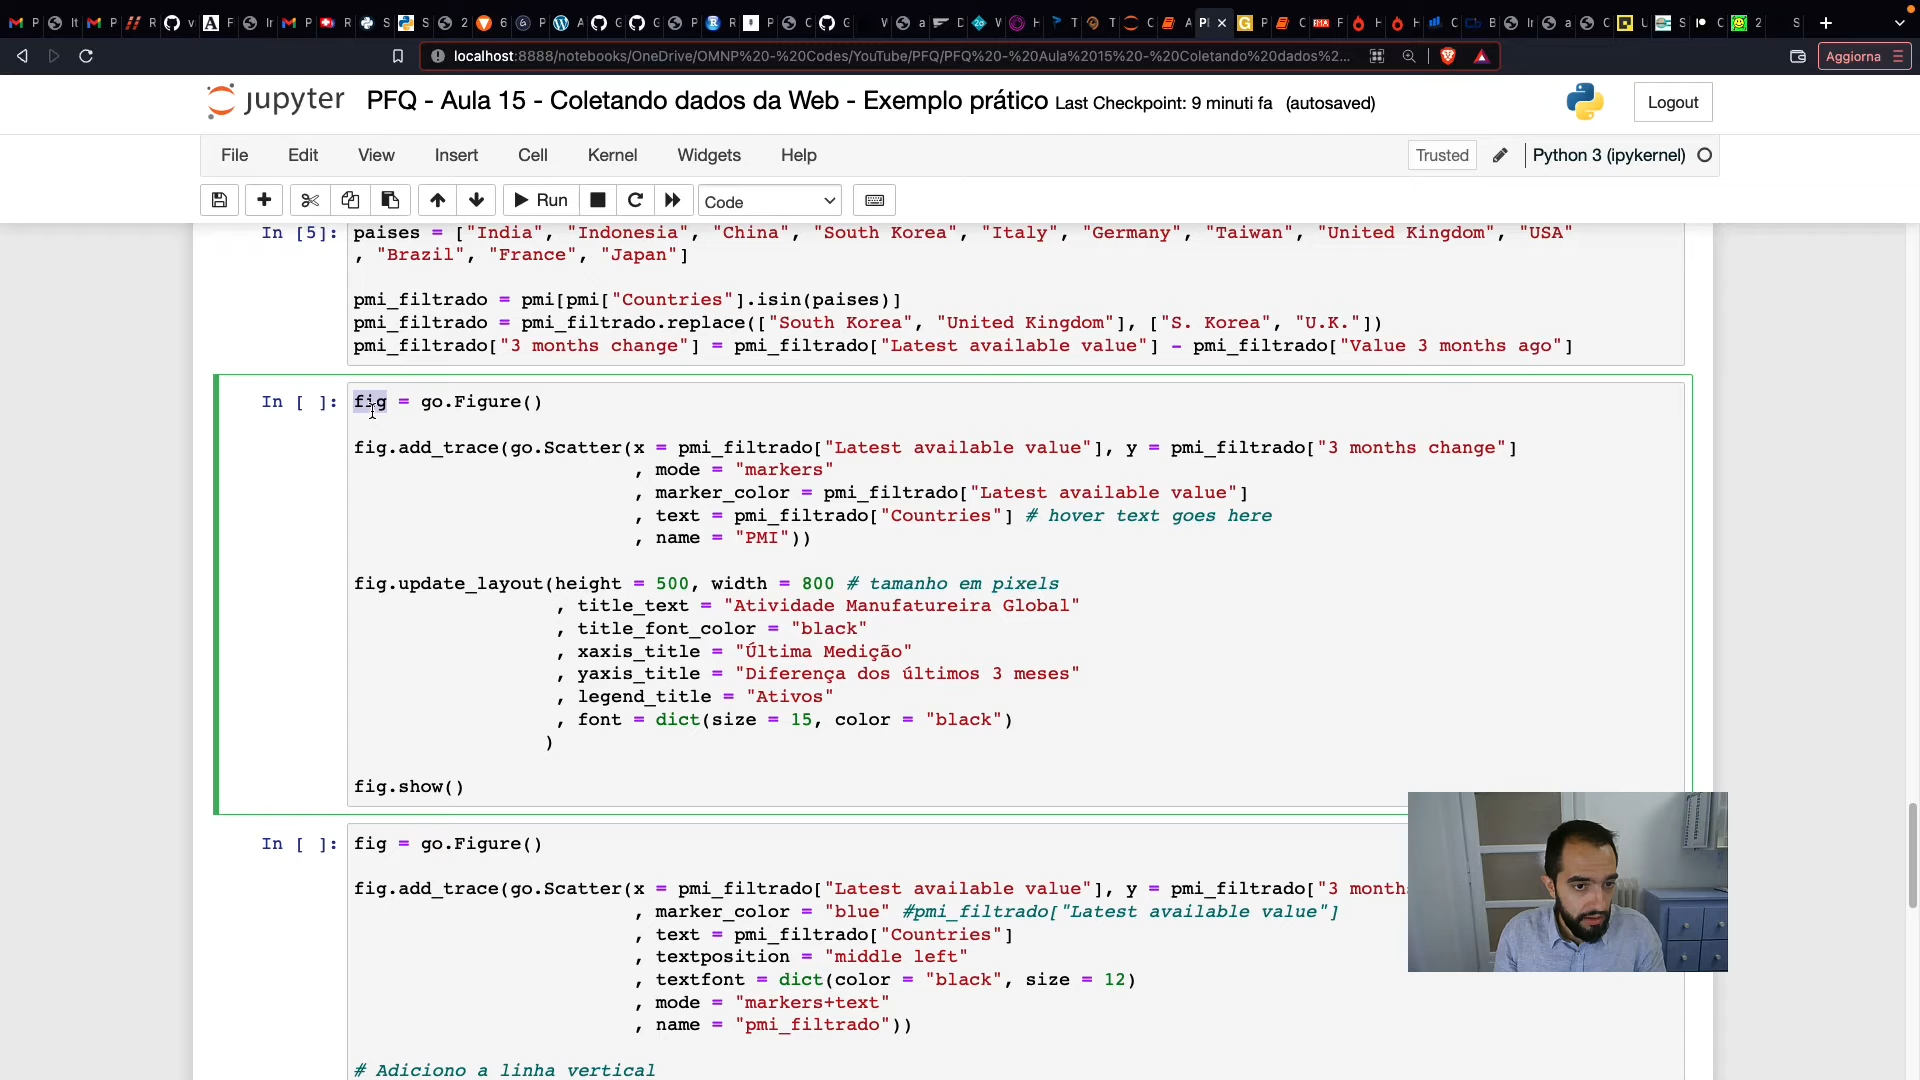 localhost:8888/notebooks/OneDrive/OMNP%20-%20Codes/YouTube/PFQ/PFQ%20-%20Aula%2015%20-%20Coletando%20dados%2...
Aggiorna
jupyter PFQ - Aula 15 - Coletando dados da Web - Exemplo prático Last Checkpoint: 9 minuti fa (autosaved)
Logout
File Edit View Insert Cell Kernel Widgets Help
Trusted Python 3 (ipykernel)
Run Code
In [5]: paises = ["India", "Indonesia", "China", "South Korea", "Italy", "Germany", "Taiwan", "United Kingdom", "USA"
, "Brazil", "France", "Japan"]
pmi_filtrado = pmi[pmi["Countries"].isin(paises)]
pmi_filtrado = pmi_filtrado.replace(["South Korea", "United Kingdom"], ["S. Korea", "U.K."])
pmi_filtrado["3 months change"] = pmi_filtrado["Latest available value"] - pmi_filtrado["Value 3 months ago"]
In [ ]: fig = go.Figure()
fig.add_trace(go.Scatter(x = pmi_filtrado["Latest available value"], y = pmi_filtrado["3 months change"]
, mode = "markers"
, marker_color = pmi_filtrado["Latest available value"]
, text = pmi_filtrado["Countries"] # hover text goes here
, name = "PMI"))
fig.update_layout(height = 500, width = 800 # tamanho em pixels
, title_text = "Atividade Manufatureira Global"
, title_font_color = "black"
, xaxis_title = "Última Medição"
, yaxis_title = "Diferença dos últimos 3 meses"
, legend_title = "Ativos"
, font = dict(size = 15, color = "black")
)
fig.show()
In [ ]: fig = go.Figure()
fig.add_trace(go.Scatter(x = pmi_filtrado["Latest available value"], y = pmi_filtrado["3 month
, marker_color = "blue" #pmi_filtrado["Latest available value"]
, text = pmi_filtrado["Countries"]
, textposition = "middle left"
, textfont = dict(color = "black", size = 12)
, mode = "markers+text"
, name = "pmi_filtrado"))
# Adiciono a linha vertical